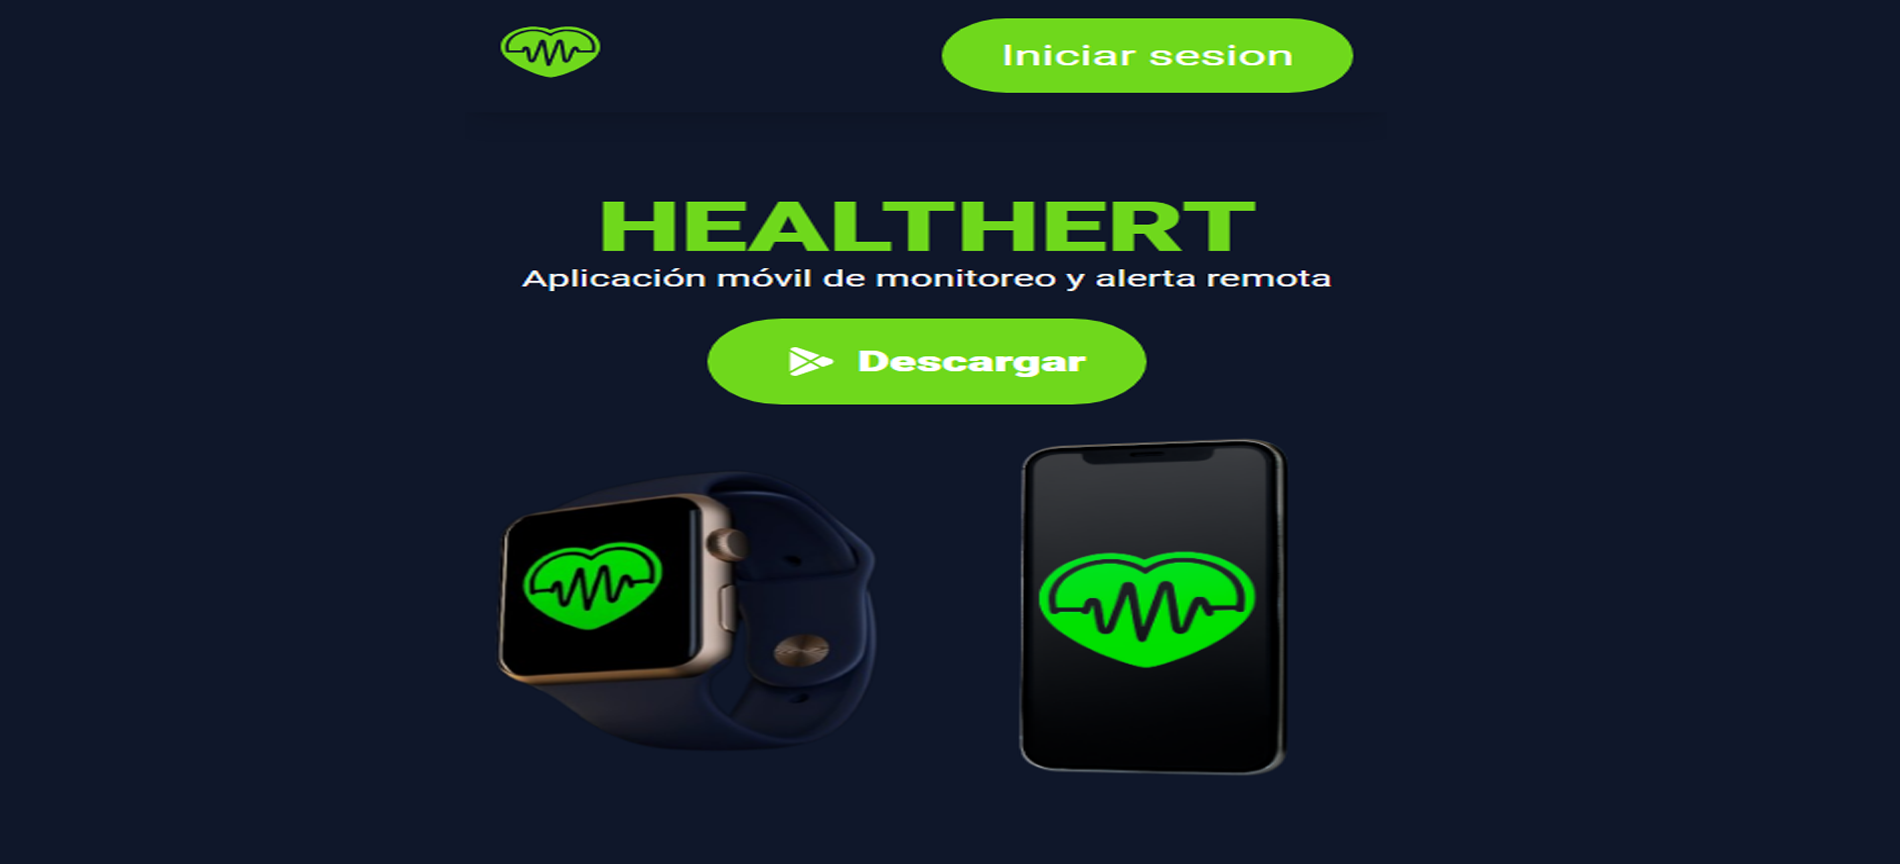 Iniciar sesion
HEALTHERT
Aplicación móvil de monitoreo y alerta remota
Descargar